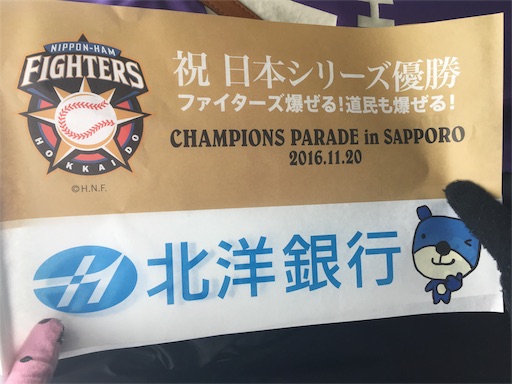 NIPPON-HAM
FIGHTERS
HOKKAIDO
©H.N.F.
祝 日本シリーズ優勝
ファイターズ爆ぜる!道民も爆ぜる!
CHAMPIONS PARADE in SAPPORO
2016.11.20
北洋銀行